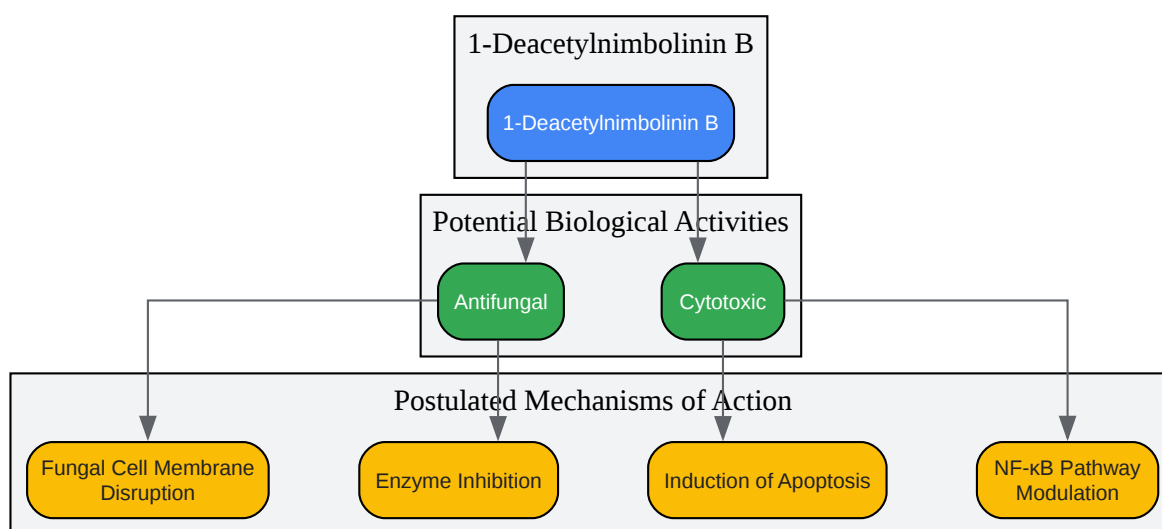 1-Deacetylnimbolinin B
1-Deacetylnimbolinin B
Potential Biological Activities
Antifungal
Cytotoxic
Postulated Mechanisms of Action
Fungal Cell Membrane
Disruption
Enzyme Inhibition
Induction of Apoptosis
NF-κB Pathway
Modulation